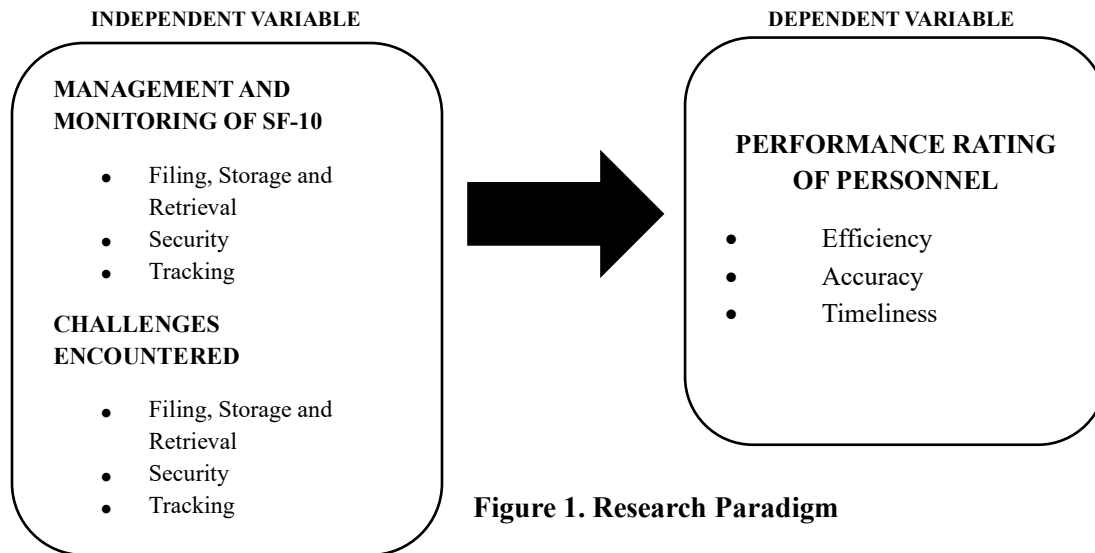 INDEPENDENT VARIABLE
MANAGEMENT AND
MONITORING OF SF-10
• Filing, Storage and
Retrieval
• Security
• Tracking
CHALLENGES
ENCOUNTERED
• Filing, Storage and
Retrieval
• Security
• Tracking
DEPENDENT VARIABLE
PERFORMANCE RATING
OF PERSONNEL
• Efficiency
• Accuracy
• Timeliness
Figure 1. Research Paradigm